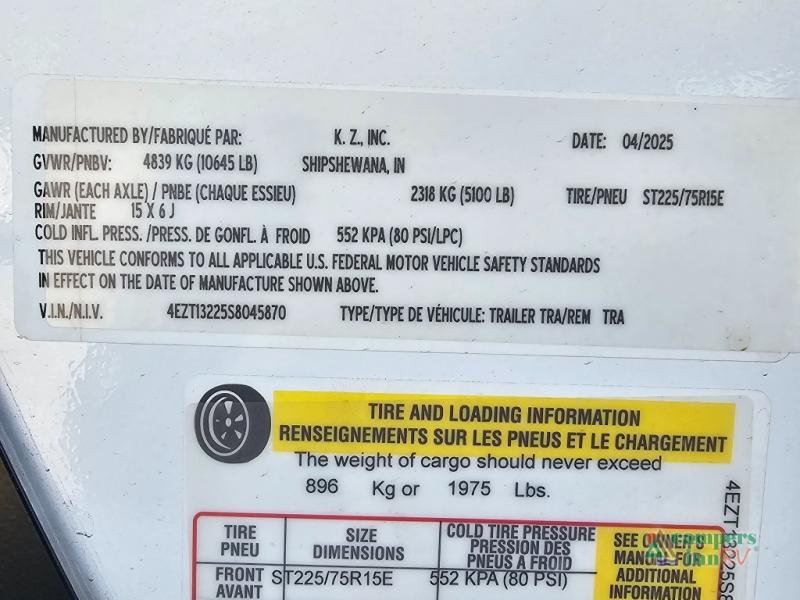 MANUFACTURED BY/FABRIQUÉ PAR: K. Z., INC. DATE: 04/2025
GVWR/PNBV: 4839 KG (10645 LB) SHIPSHEWANA, IN
GAWR (EACH AXLE) / PNBE (CHAQUE ESSIEU) 2318 KG (5100 LB) TIRE/PNEU ST225/75R15E
RIM/JANTE 15 X 6 J
COLD INFL. PRESS. /PRESS. DE GONFL. À FROID 552 KPA (80 PSI/LPC)
THIS VEHICLE CONFORMS TO ALL APPLICABLE U.S. FEDERAL MOTOR VEHICLE SAFETY STANDARDS
IN EFFECT ON THE DATE OF MANUFACTURE SHOWN ABOVE.
V.I.N./N.I.V. 4EZT13225S8045870 TYPE/TYPE DE VÉHICULE: TRAILER TRA/REM TRA
TIRE AND LOADING INFORMATION
RENSEIGNEMENTS SUR LES PNEUS ET LE CHARGEMENT
The weight of cargo should never exceed
896 Kg or 1975 Lbs.
TIRE
PNEU
SIZE
DIMENSIONS
COLD TIRE PRESSURE
PRESSION DES
PNEUS À FROID
SEE OWNER'S
MANUAL FOR
ADDITIONAL
INFORMATION
FRONT
AVANT
ST225/75R15E
552 KPA (80 PSI)
4EZT13225S8
campers
inn RV